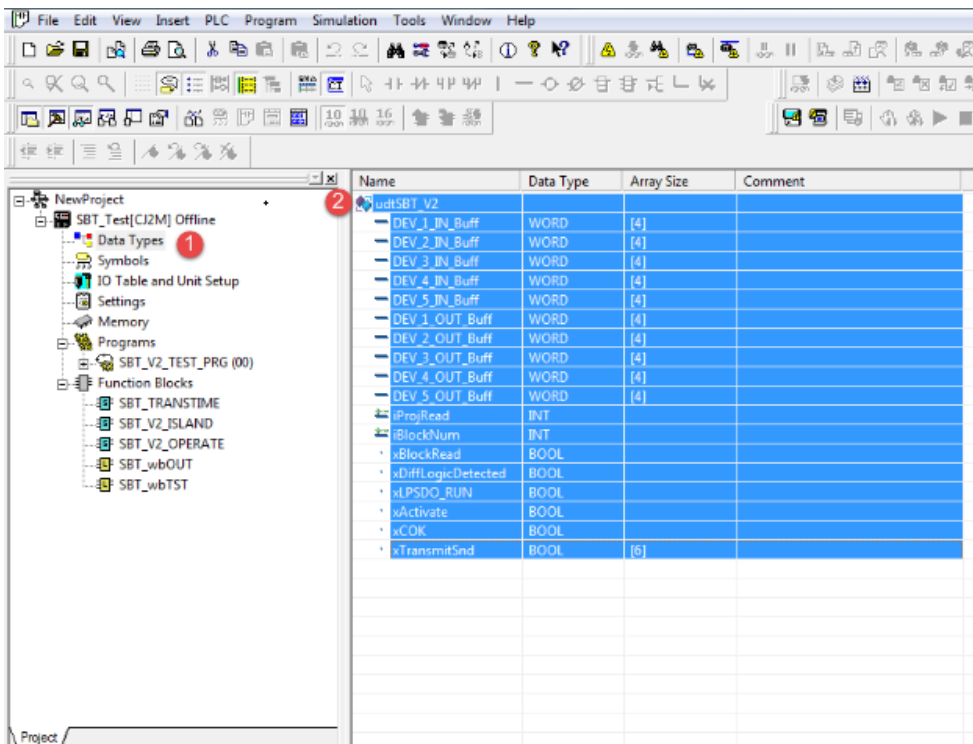 File Edit View Insert PLC Program Simulation Tools Window Help
10 10 16
Name Data Type Array Size Comment
NewProject
SBT_Test[CJ2M] Offline
Data Types 1
Symbols
IO Table and Unit Setup
Settings
Memory
Programs
SBT_V2_TEST_PRG (00)
Function Blocks
SBT_TRANSTIME
SBT_V2_ISLAND
SBT_V2_OPERATE
SBT_wbOUT
SBT_wbTST
Project
2 udtSBT_V2
DEV_1_IN_Buff WORD [4]
DEV_2_IN_Buff WORD [4]
DEV_3_IN_Buff WORD [4]
DEV_4_IN_Buff WORD [4]
DEV_5_IN_Buff WORD [4]
DEV_1_OUT_Buff WORD [4]
DEV_2_OUT_Buff WORD [4]
DEV_3_OUT_Buff WORD [4]
DEV_4_OUT_Buff WORD [4]
DEV_5_OUT_Buff WORD [4]
iProjRead INT
iBlockNum INT
xBlockRead BOOL
xDiffLogicDetected BOOL
xLPSDO_RUN BOOL
xActivate BOOL
xCOK BOOL
xTransmitSnd BOOL [6]